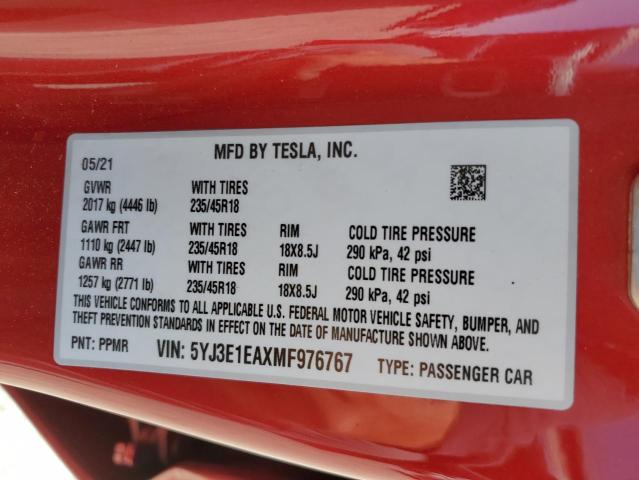 MFD BY TESLA, INC.
05/21
GVWR WITH TIRES
2017 kg (4446 lb) 235/45R18
GAWR FRT WITH TIRES RIM COLD TIRE PRESSURE
1110 kg (2447 lb) 235/45R18 18X8.5J 290 kPa, 42 psi
GAWR RR WITH TIRES RIM COLD TIRE PRESSURE
1257 kg (2771 lb) 235/45R18 18X8.5J 290 kPa, 42 psi
THIS VEHICLE CONFORMS TO ALL APPLICABLE U.S. FEDERAL MOTOR VEHICLE SAFETY, BUMPER, AND
THEFT PREVENTION STANDARDS IN EFFECT ON THE DATE OF MANUFACTURE SHOWN ABOVE.
PNT: PPMR VIN: 5YJ3E1EAXMF976767 TYPE: PASSENGER CAR